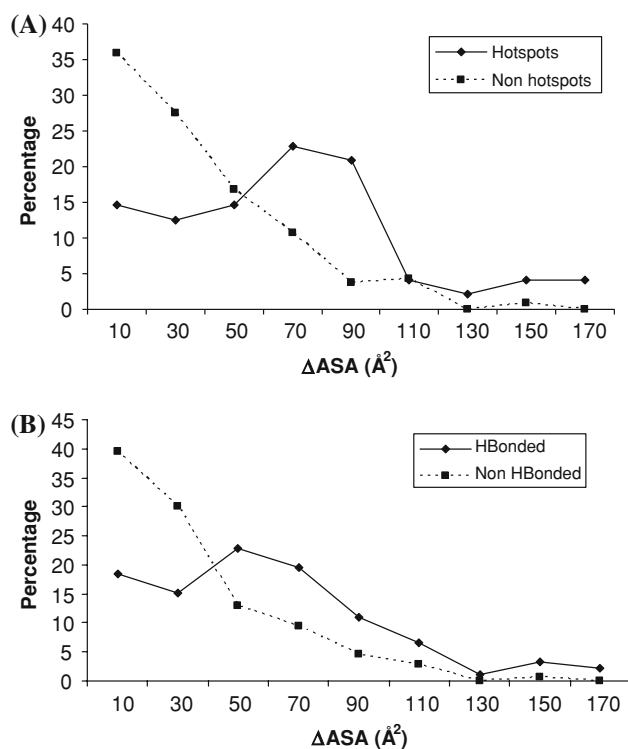 (A)
40
35
30
25
20
15
10
5
0
Percentage
Hotspots
Non hotspots
10 30 50 70 90 110 130 150 170
ΔASA (Å²)
(B)
45
40
35
30
25
20
15
10
5
0
Percentage
HBonded
Non HBonded
10 30 50 70 90 110 130 150 170
ΔASA (Å²)